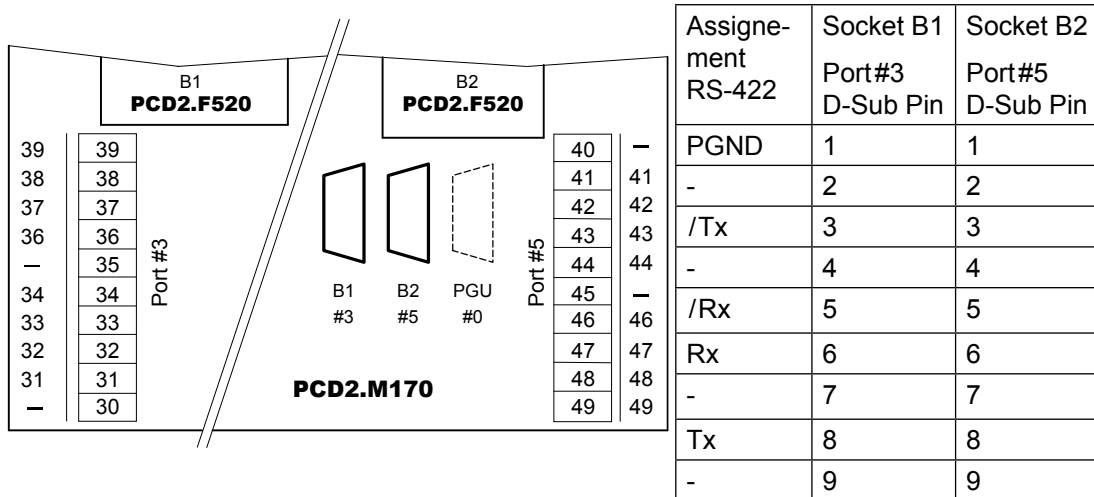 B1
PCD2.F520
B2
PCD2.F520
39 39
38 38
37 37
36 36
– 35
34 34
33 33
32 32
31 31
– 30
Port #3
B1 B2 PGU
#3 #5 #0
PCD2.M170
Port #5
40 –
41 41
42 42
43 43
44 44
45 –
46 46
47 47
48 48
49 49
Assigne-
ment
RS-422
Socket B1
Port#3
D-Sub Pin
Socket B2
Port#5
D-Sub Pin
PGND 1 1
- 2 2
/Tx 3 3
- 4 4
/Rx 5 5
Rx 6 6
- 7 7
Tx 8 8
- 9 9